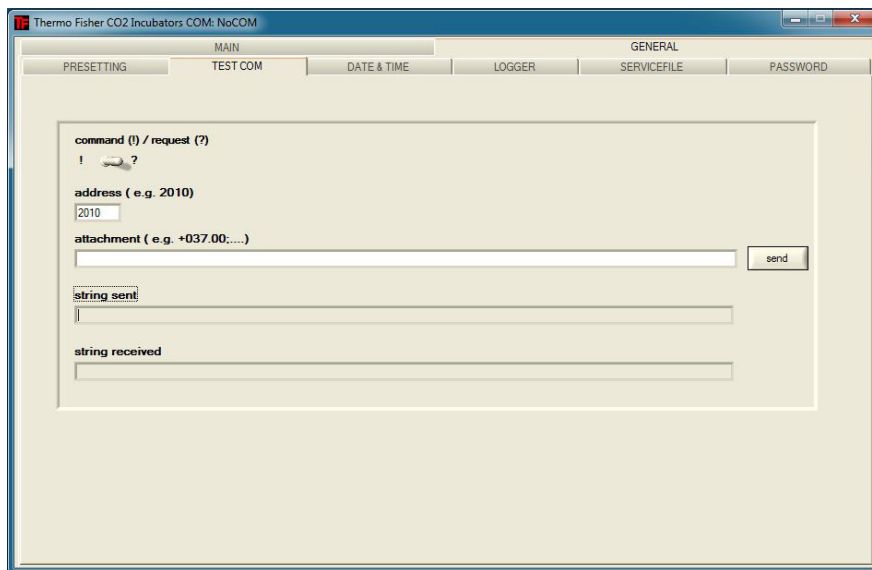 TF Thermo Fisher CO2 Incubators COM: NoCOM
MAIN GENERAL
PRESETTING TEST COM DATE & TIME LOGGER SERVICEFILE PASSWORD
command (!) / request (?)
! ?
address ( e.g. 2010)
2010
attachment ( e.g. +037.00;....)
send
string sent
string received